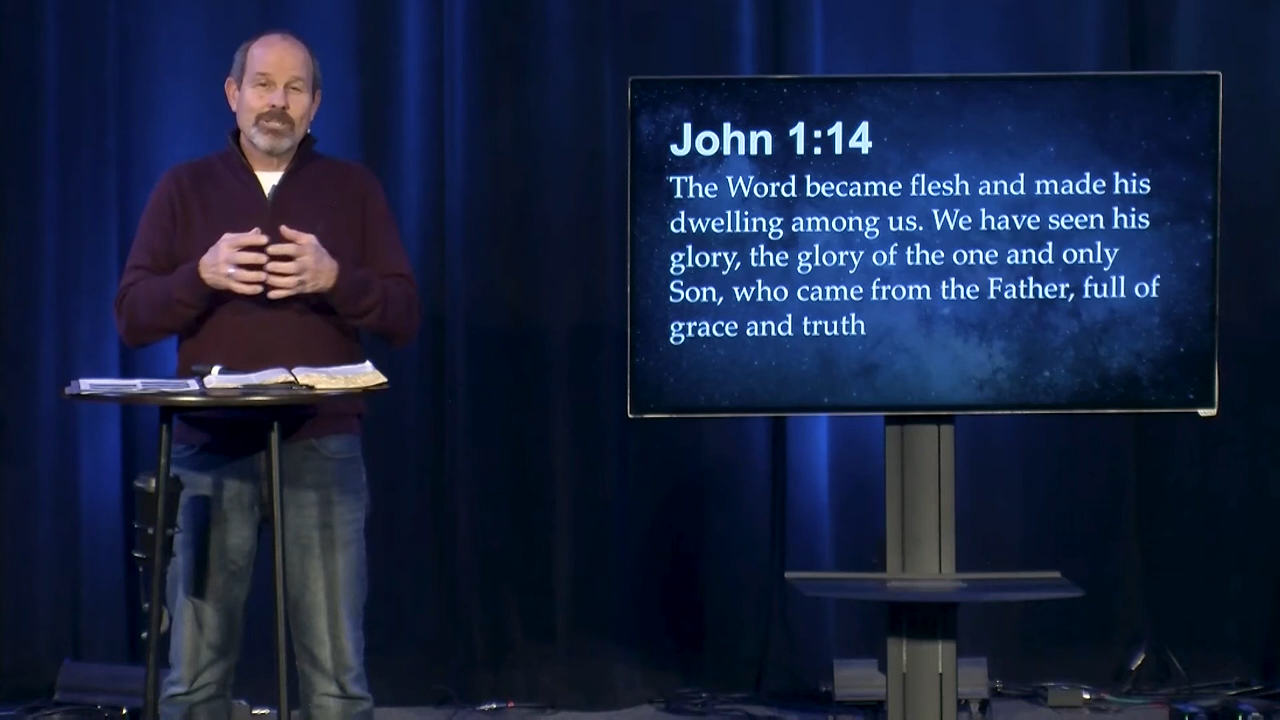 John 1:14
The Word became flesh and made his
dwelling among us. We have seen his
glory, the glory of the one and only
Son, who came from the Father, full of
grace and truth